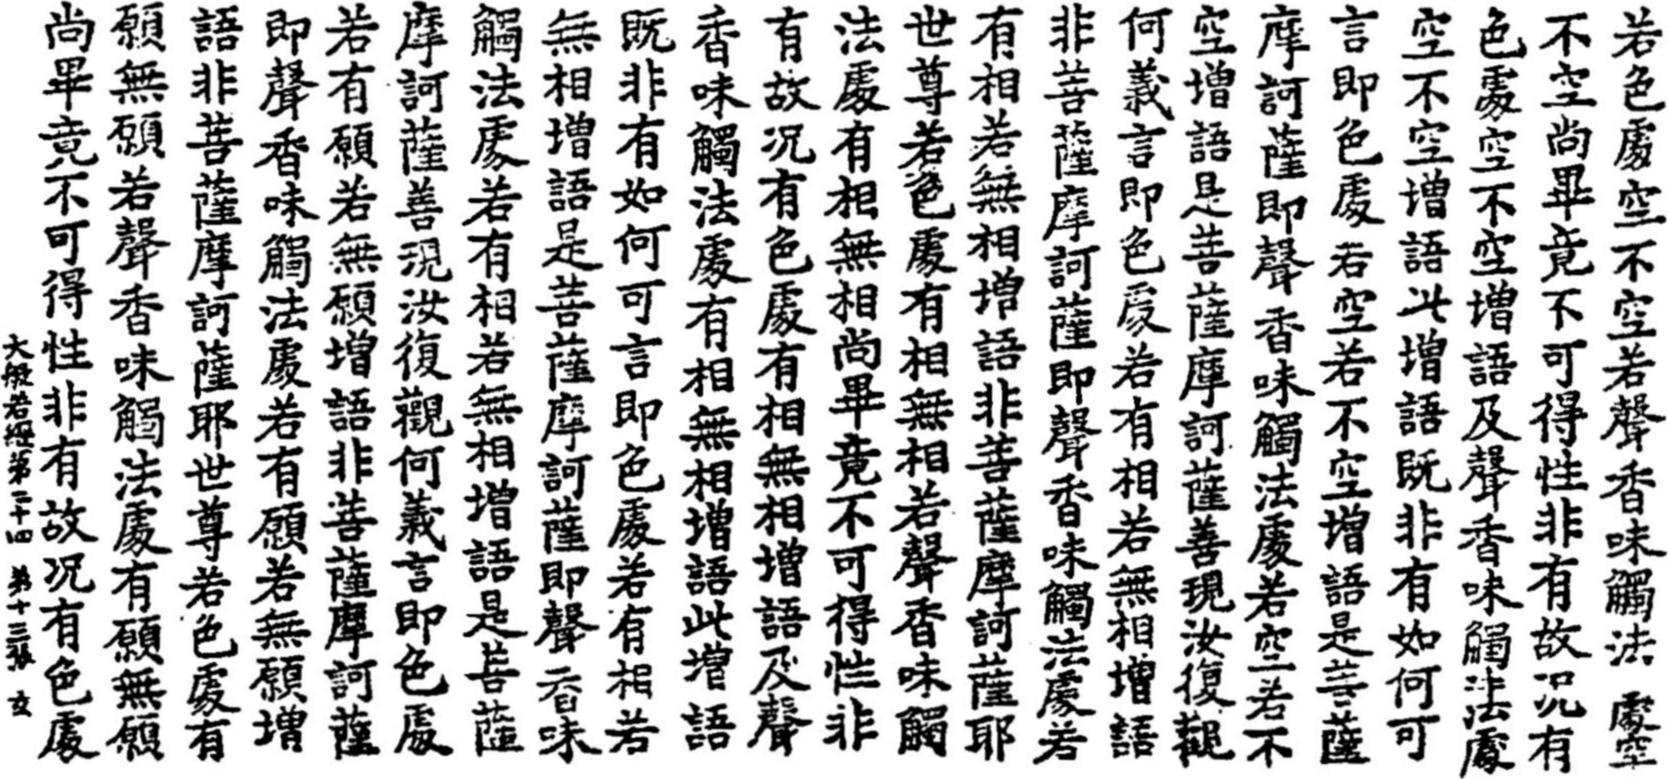 若色處空不空若聲香味觸法處空
不空尚畢竟不可得性非有故况有
色處空不空增語及聲香味觸法處
空不空增語此增語既非有如何可
言即色處若空若不空增語是菩薩
摩訶薩即聲香味觸法處若空若不
空增語是菩薩摩訶薩善現汝復觀
何義言即色處若有相若無相增語
非菩薩摩訶薩即聲香味觸法處若
有相若無相增語非菩薩摩訶薩耶
世尊若色處有相無相若聲香味觸
法處有相無相尚畢竟不可得性非
有故况有色處有相無相增語及聲
香味觸法處有相無相增語此增語
既非有如何可言即色處若有相若
無相增語是菩薩摩訶薩即聲香味
觸法處若有相若無相增語是菩薩
摩訶薩善現汝復觀何義言即色處
若有願若無願增語非菩薩摩訶薩
即聲香味觸法處若有願若無願增
語非菩薩摩訶薩耶世尊若色處有
願無願若聲香味觸法處有願無願
尚畢竟不可得性非有故况有色處
大般若經第二十四 第十三張 玄